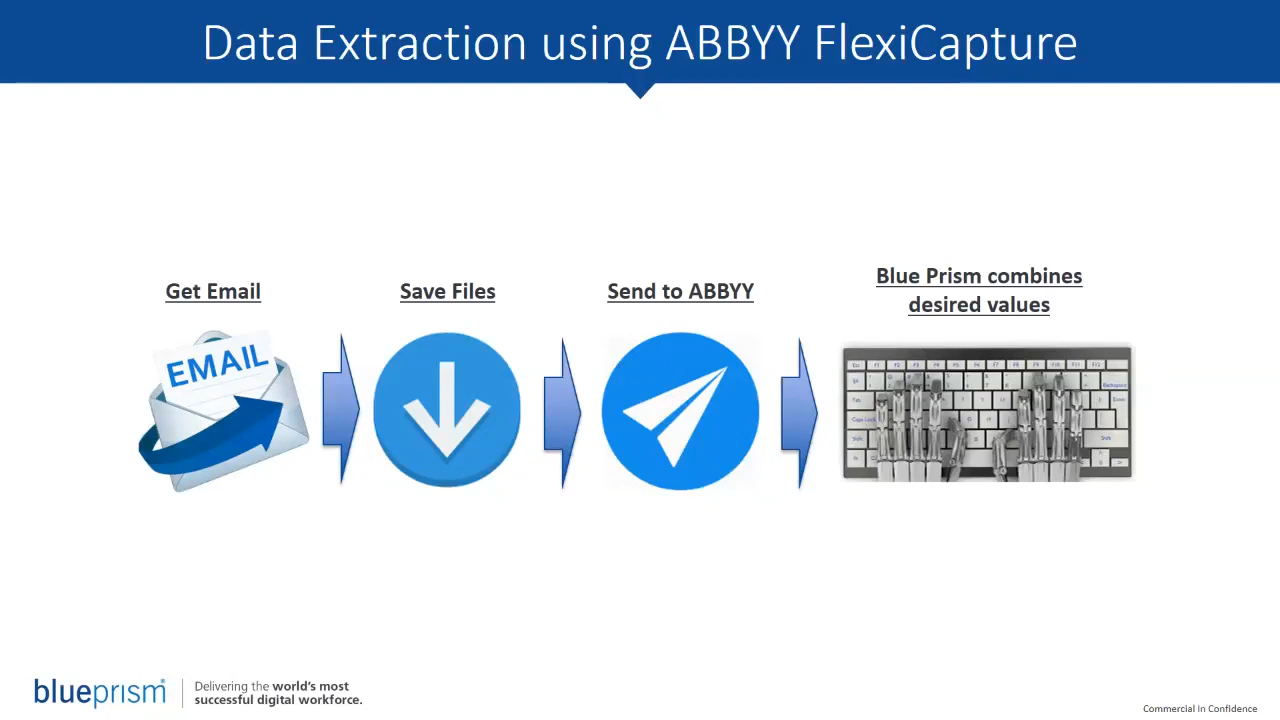 Data Extraction using ABBYY FlexiCapture
Get Email
Save Files
Send to ABBYY
Blue Prism combines
desired values
EMAIL
blueprism®
Delivering the world's most
successful digital workforce.
Commercial In Confidence